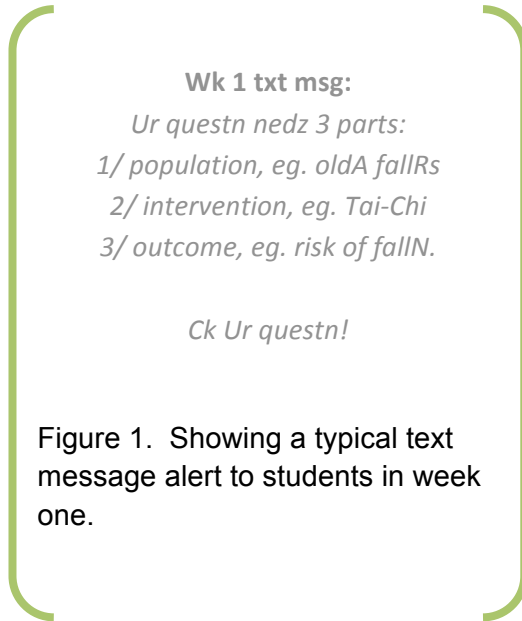 Wk 1 txt msg:
Ur questn nedz 3 parts:
1/ population, eg. oldA fallRs
2/ intervention, eg. Tai-Chi
3/ outcome, eg. risk of fallN.
Ck Ur questn!
Figure 1.  Showing a typical text
message alert to students in week
one.